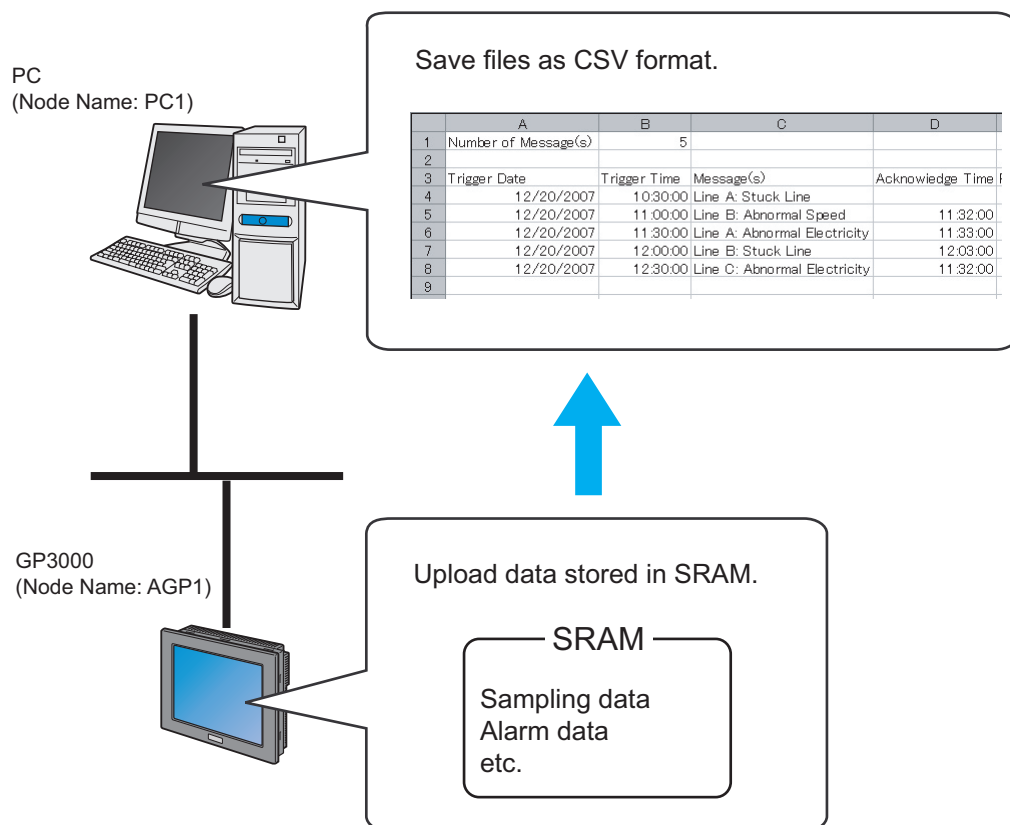 Save files as CSV format.
PC
(Node Name: PC1)
A B C D
1 Number of Message(s) 5
2
3 Trigger Date Trigger Time Message(s) Acknowiedge Time
4 12/20/2007 10:30:00 Line A: Stuck Line
5 12/20/2007 11:00:00 Line B: Abnormal Speed 11:32:00
6 12/20/2007 11:30:00 Line A: Abnormal Electricity 11:33:00
7 12/20/2007 12:00:00 Line B: Stuck Line 12:03:00
8 12/20/2007 12:30:00 Line C: Abnormal Electricity 11:32:00
9
GP3000
(Node Name: AGP1)
Upload data stored in SRAM.
SRAM
Sampling data
Alarm data
etc.